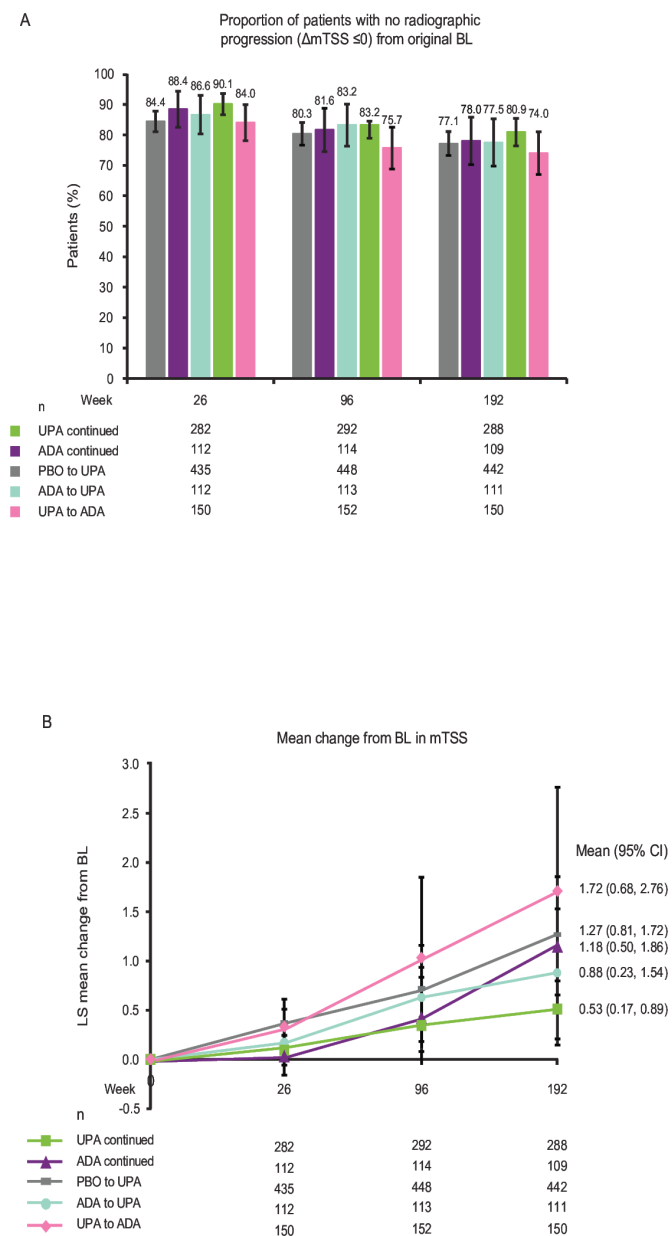 A
Proportion of patients with no radiographic
progression (ΔmTSS ≤0) from original BL
Patients (%)
100
90
80
70
60
50
40
30
20
10
0
84.4 88.4 86.6 90.1 84.0
80.3 81.6 83.2 83.2 75.7
77.1 78.0 77.5 80.9 74.0
n Week 26 96 192
UPA continued 282 292 288
ADA continued 112 114 109
PBO to UPA 435 448 442
ADA to UPA 112 113 111
UPA to ADA 150 152 150
B
Mean change from BL in mTSS
LS mean change from BL
3.0
2.5
2.0
1.5
1.0
0.5
0.0
-0.5
Mean (95% CI)
1.72 (0.68, 2.76)
1.27 (0.81, 1.72)
1.18 (0.50, 1.86)
0.88 (0.23, 1.54)
0.53 (0.17, 0.89)
Week 0 26 96 192
n
UPA continued 282 292 288
ADA continued 112 114 109
PBO to UPA 435 448 442
ADA to UPA 112 113 111
UPA to ADA 150 152 150